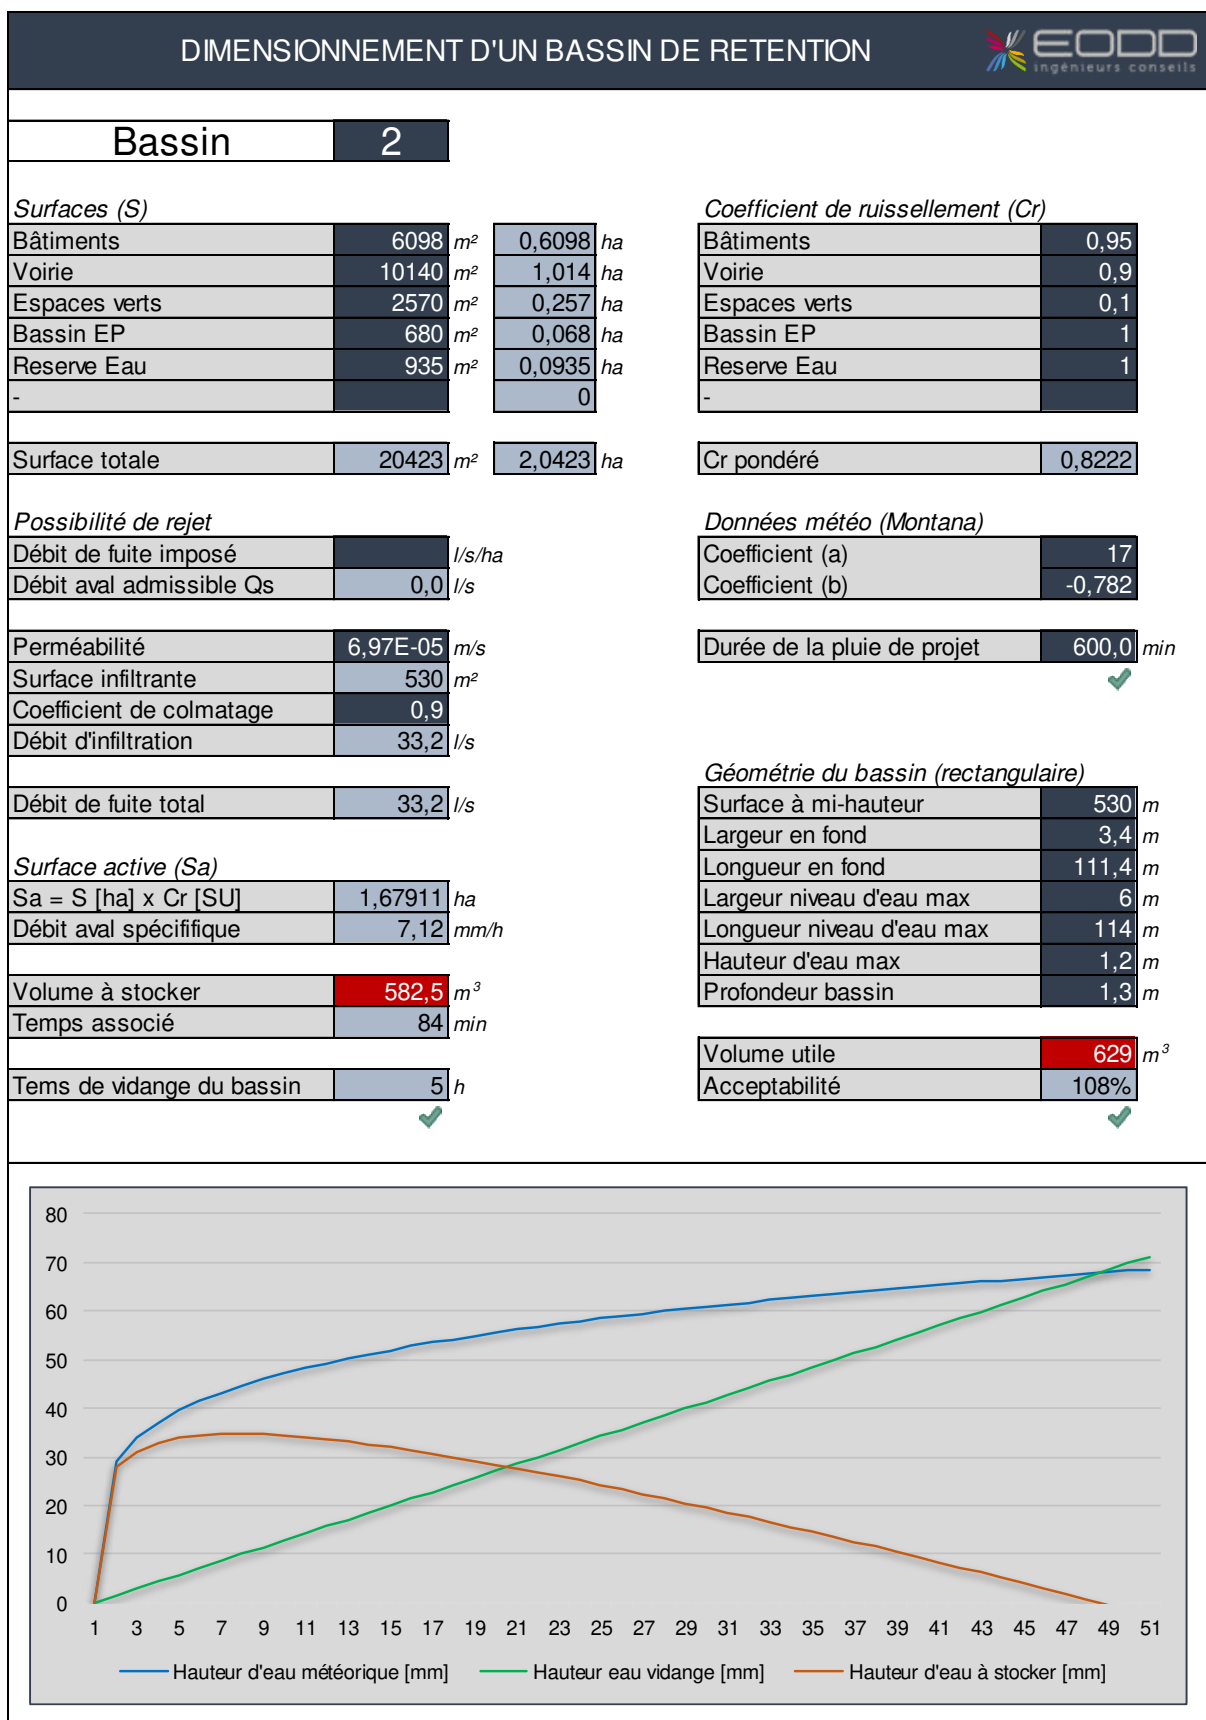 DIMENSIONNEMENT D'UN BASSIN DE RETENTION
EODD
ingénieurs conseils
Bassin 2
Surfaces (S)
Bâtiments 6098 m² 0,6098 ha
Voirie 10140 m² 1,014 ha
Espaces verts 2570 m² 0,257 ha
Bassin EP 680 m² 0,068 ha
Reserve Eau 935 m² 0,0935 ha
- 0
Surface totale 20423 m² 2,0423 ha
Coefficient de ruissellement (Cr)
Bâtiments 0,95
Voirie 0,9
Espaces verts 0,1
Bassin EP 1
Reserve Eau 1
-
Cr pondéré 0,8222
Possibilité de rejet
Débit de fuite imposé l/s/ha
Débit aval admissible Qs 0,0 l/s
Perméabilité 6,97E-05 m/s
Surface infiltrante 530 m²
Coefficient de colmatage 0,9
Débit d'infiltration 33,2 l/s
Débit de fuite total 33,2 l/s
Données météo (Montana)
Coefficient (a) 17
Coefficient (b) -0,782
Durée de la pluie de projet 600,0 min
Surface active (Sa)
Sa = S [ha] x Cr [SU] 1,67911 ha
Débit aval spécififique 7,12 mm/h
Volume à stocker 582,5 m³
Temps associé 84 min
Tems de vidange du bassin 5 h
Géométrie du bassin (rectangulaire)
Surface à mi-hauteur 530 m
Largeur en fond 3,4 m
Longueur en fond 111,4 m
Largeur niveau d'eau max 6 m
Longueur niveau d'eau max 114 m
Hauteur d'eau max 1,2 m
Profondeur bassin 1,3 m
Volume utile 629 m³
Acceptabilité 108%
80
70
60
50
40
30
20
10
0
1 3 5 7 9 11 13 15 17 19 21 23 25 27 29 31 33 35 37 39 41 43 45 47 49 51
Hauteur d'eau météorique [mm] Hauteur eau vidange [mm] Hauteur d'eau à stocker [mm]